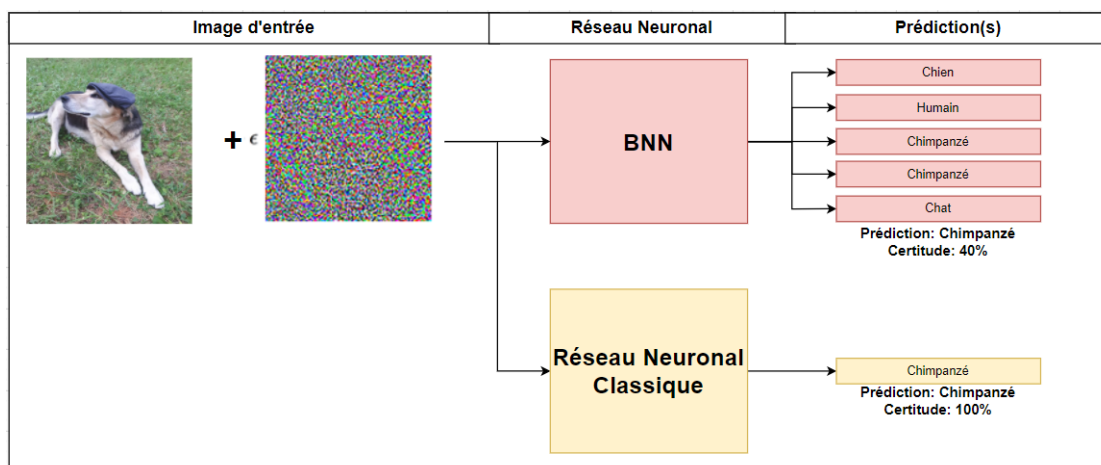 Image d'entrée
Réseau Neuronal
Prédiction(s)
+ ϵ
BNN
Chien
Humain
Chimpanzé
Chimpanzé
Chat
Prédiction: Chimpanzé
Certitude: 40%
Réseau Neuronal
Classique
Chimpanzé
Prédiction: Chimpanzé
Certitude: 100%